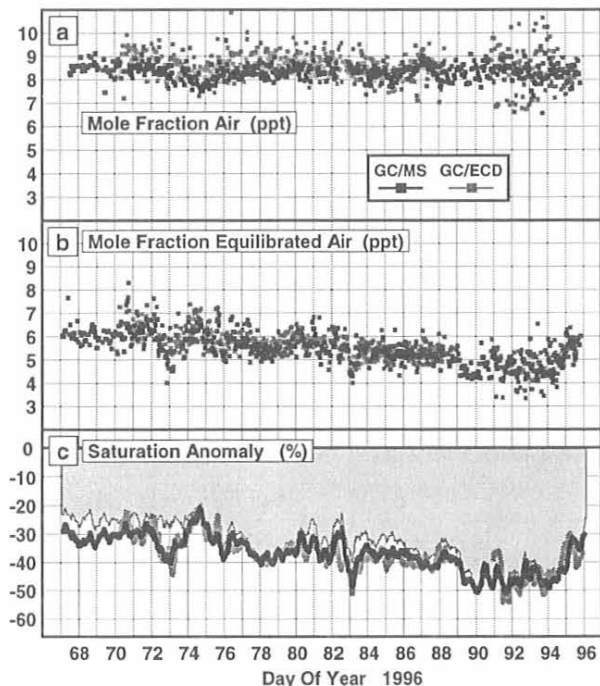 a
Mole Fraction Air (ppt)
10
9
8
7
6
5
4
3
2
GC/MS GC/ECD
b
Mole Fraction Equilibrated Air (ppt)
10
9
8
7
6
5
4
3
2
c
Saturation Anomaly (%)
0
-10
-20
-30
-40
-50
-60
68 70 72 74 76 78 80 82 84 86 88 90 92 94 96
Day Of Year 1996